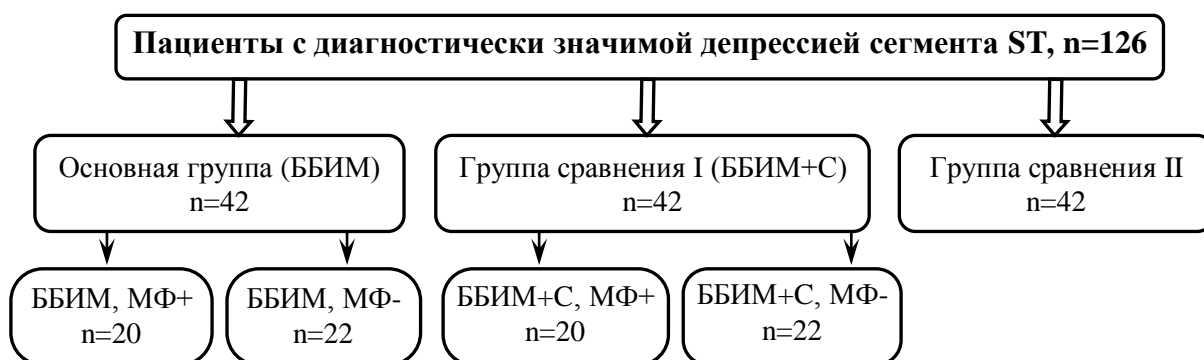 Пациенты с диагностически значимой депрессией сегмента ST, n=126
Основная группа (ББИМ)
n=42
Группа сравнения I (ББИМ+С)
n=42
Группа сравнения II
n=42
ББИМ, МФ+
n=20
ББИМ, МФ-
n=22
ББИМ+С, МФ+
n=20
ББИМ+С, МФ-
n=22